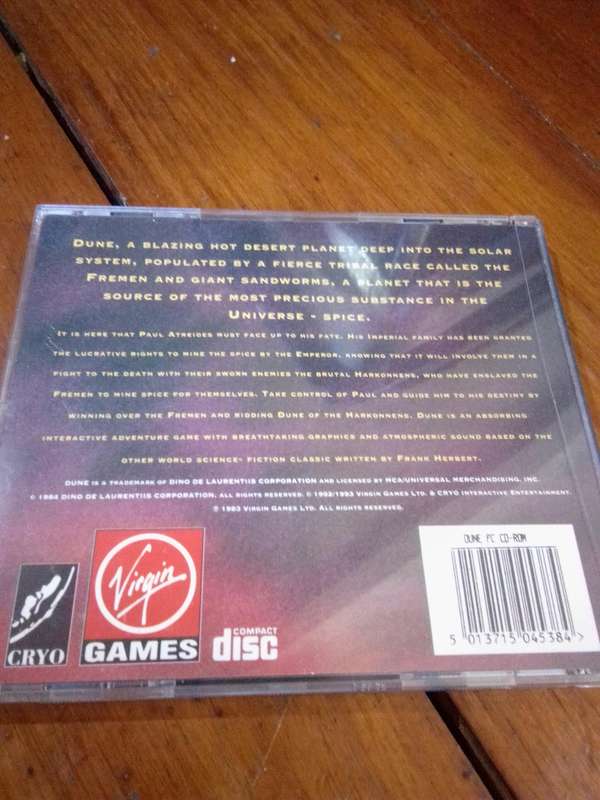 Dune, a blazing hot desert planet deep into the solar
system, populated by a fierce tribal race called the
Fremen and giant sandworms, a planet that is the
source of the most precious substance in the
Universe - spice.
It is here that Paul Atreides must face up to his fate. His Imperial family has been granted
the lucrative rights to mine the spice by the Emperor, knowing that it will involve them in a
fight to the death with their sworn enemies the brutal Harkonnens, who have enslaved the
Fremen to mine spice for themselves. Take control of Paul and guide him to his destiny by
winning over the Fremen and ridding Dune of the Harkonnens. Dune is an absorbing
interactive adventure game with breathtaking graphics and atmospheric sound based on the
other world science- fiction classic written by Frank Herbert.
DUNE is a trademark of DINO DE LAURENTIIS CORPORATION and licensed by MCA/Universal Merchandising, Inc.
© 1984 DINO DE LAURENTIIS CORPORATION. All rights reserved. © 1992/1993 Virgin Games Ltd. & CRYO Interactive Entertainment.
℗ 1993 Virgin Games Ltd. All rights reserved.
CRYO
Virgin
GAMES
COMPACT
disc
DUNE PC CD-ROM
5 013715 045384 >